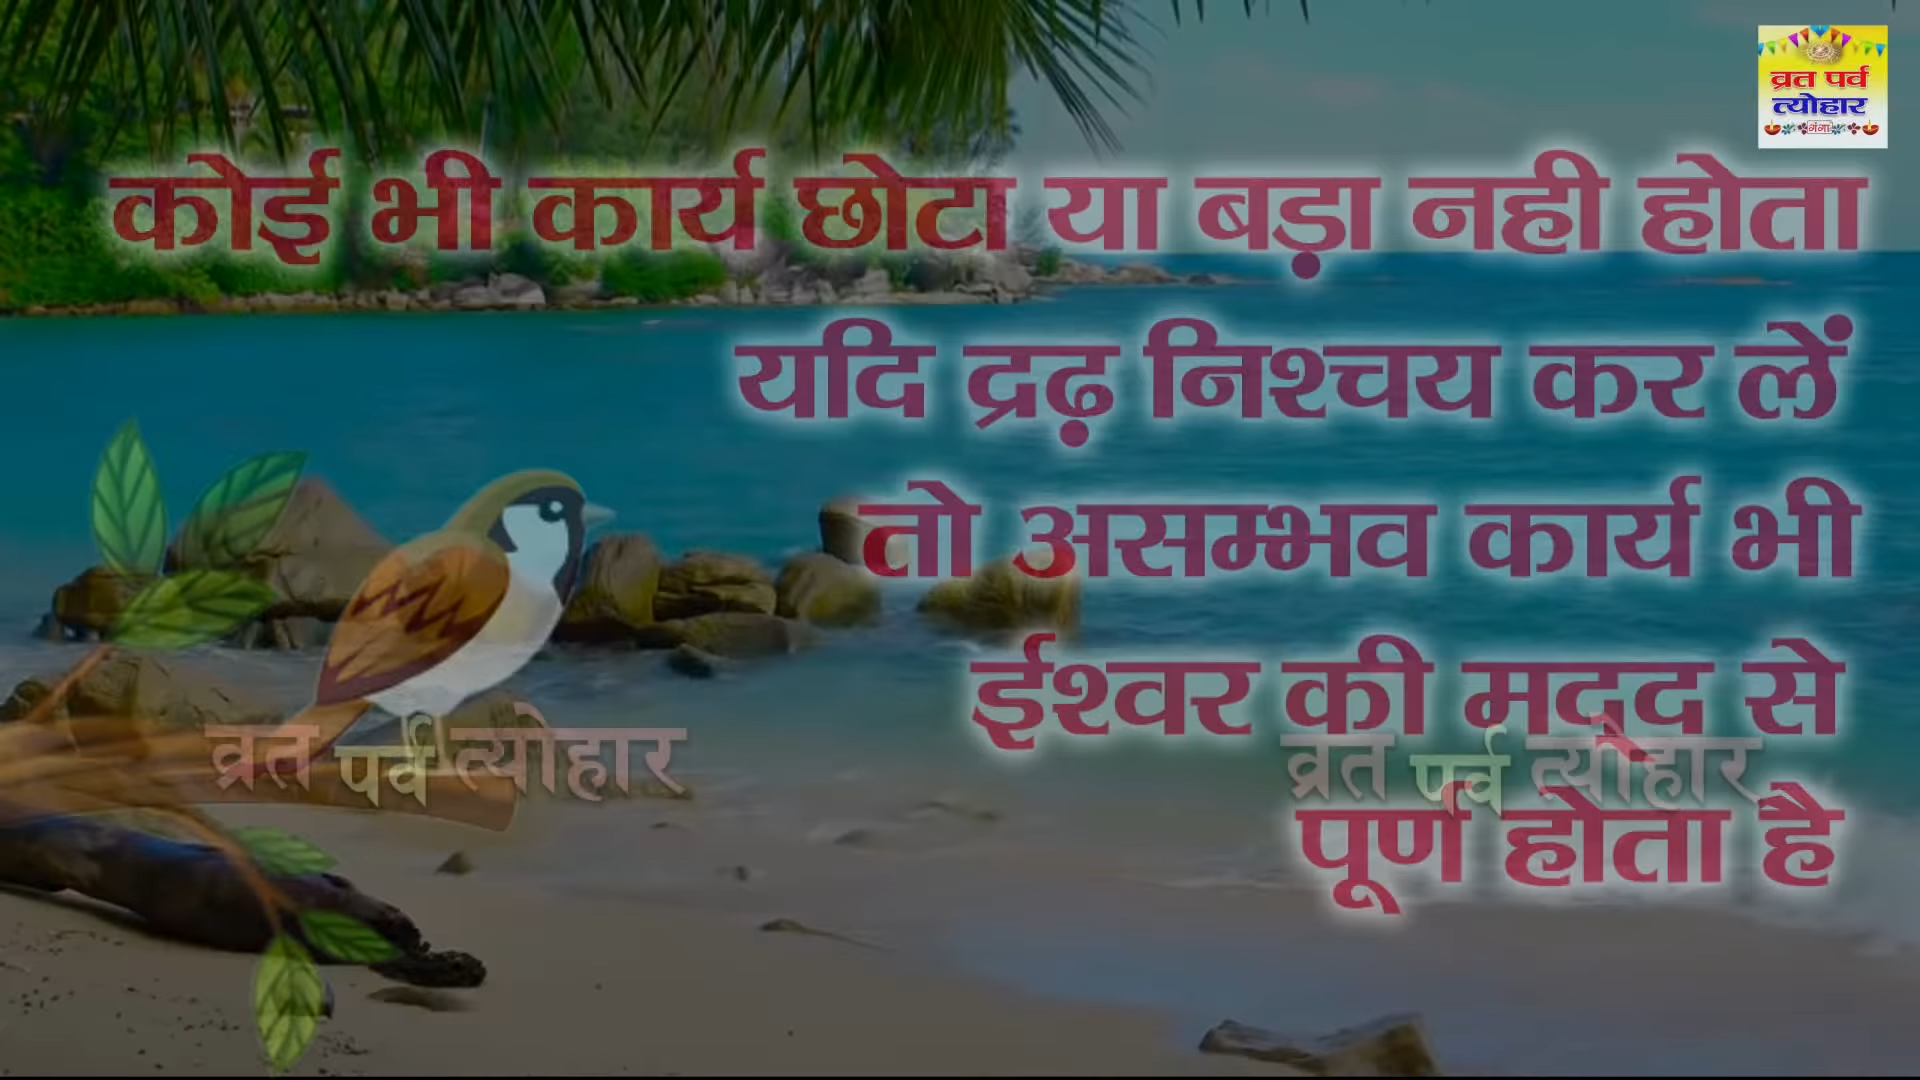 व्रत पर्व
त्योहार
गंगा
कोई भी कार्य छोटा या बड़ा नही होता
यदि द्रढ़ निश्चय कर लें
तो असम्भव कार्य भी
ईश्वर की मदद से
व्रत पर्व त्योहार
व्रत पर्व त्योहार
पूर्ण होता है